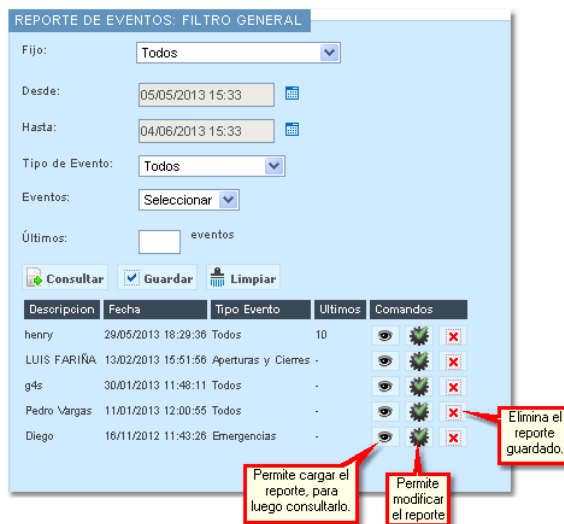 REPORTE DE EVENTOS: FILTRO GENERAL
Fijo: Todos
Desde: 05/05/2013 15:33
Hasta: 04/06/2013 15:33
Tipo de Evento: Todos
Eventos: Seleccionar
Últimos: eventos
Consultar Guardar Limpiar
Descripcion Fecha Tipo Evento Ultimos Comandos
henry 29/05/2013 18:29:36 Todos 10
LUIS FARIÑA 13/02/2013 15:51:56 Aperturas y Cierres -
g4s 30/01/2013 11:48:11 Todos -
Pedro Vargas 11/01/2013 12:00:55 Todos -
Diego 16/11/2012 11:43:26 Emergencias -
Elimina el
reporte
guardado.
Permite cargar el
reporte, para
luego consultarlo.
Permite
modificar
el reporte